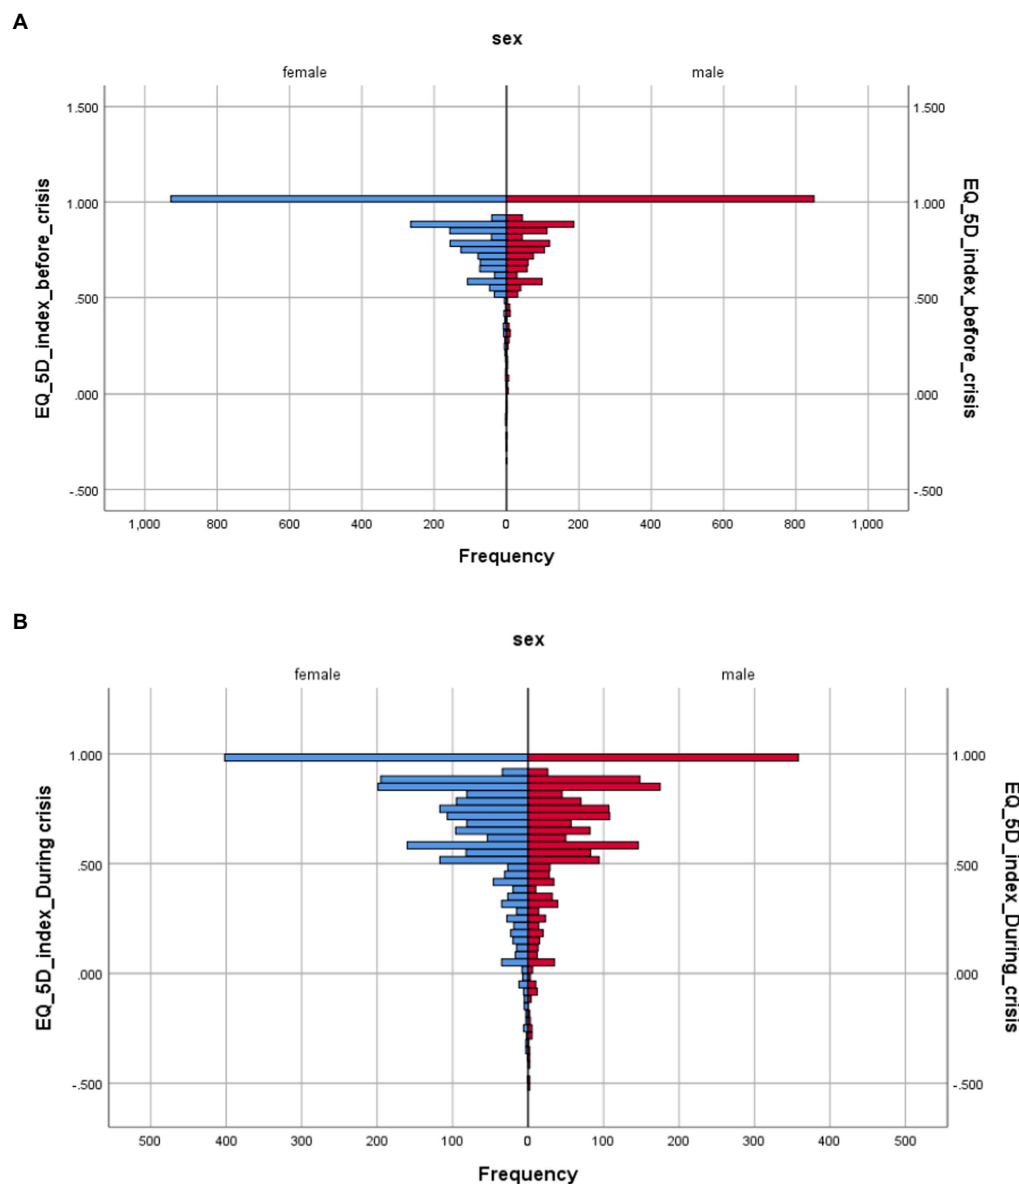 A
sex
female male
1.500 1.500
1.000 1.000
.500 .500
.000 .000
-.500 -.500
EQ_5D_index_before_crisis
EQ_5D_index_before_crisis
1,000 800 600 400 200 0 200 400 600 800 1,000
Frequency
B
sex
female male
1.000 1.000
.500 .500
.000 .000
-.500 -.500
EQ_5D_index_During crisis
EQ_5D_index_During_crisis
500 400 300 200 100 0 100 200 300 400 500
Frequency